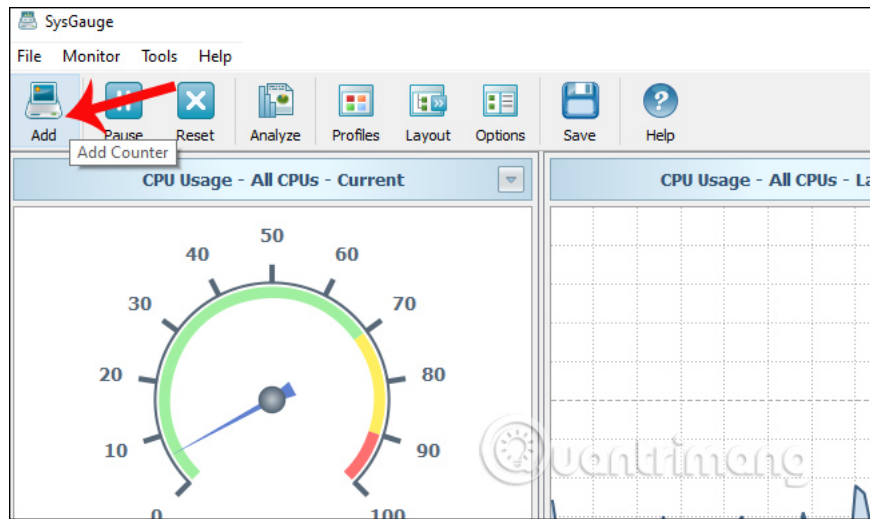 SysGauge
File Monitor Tools Help
Add Pause Reset Analyze Profiles Layout Options Save Help
Add Counter
CPU Usage - All CPUs - Current
CPU Usage - All CPUs - La
50
40 60
30 70
20 80
10 90
0 100
Quantrimang